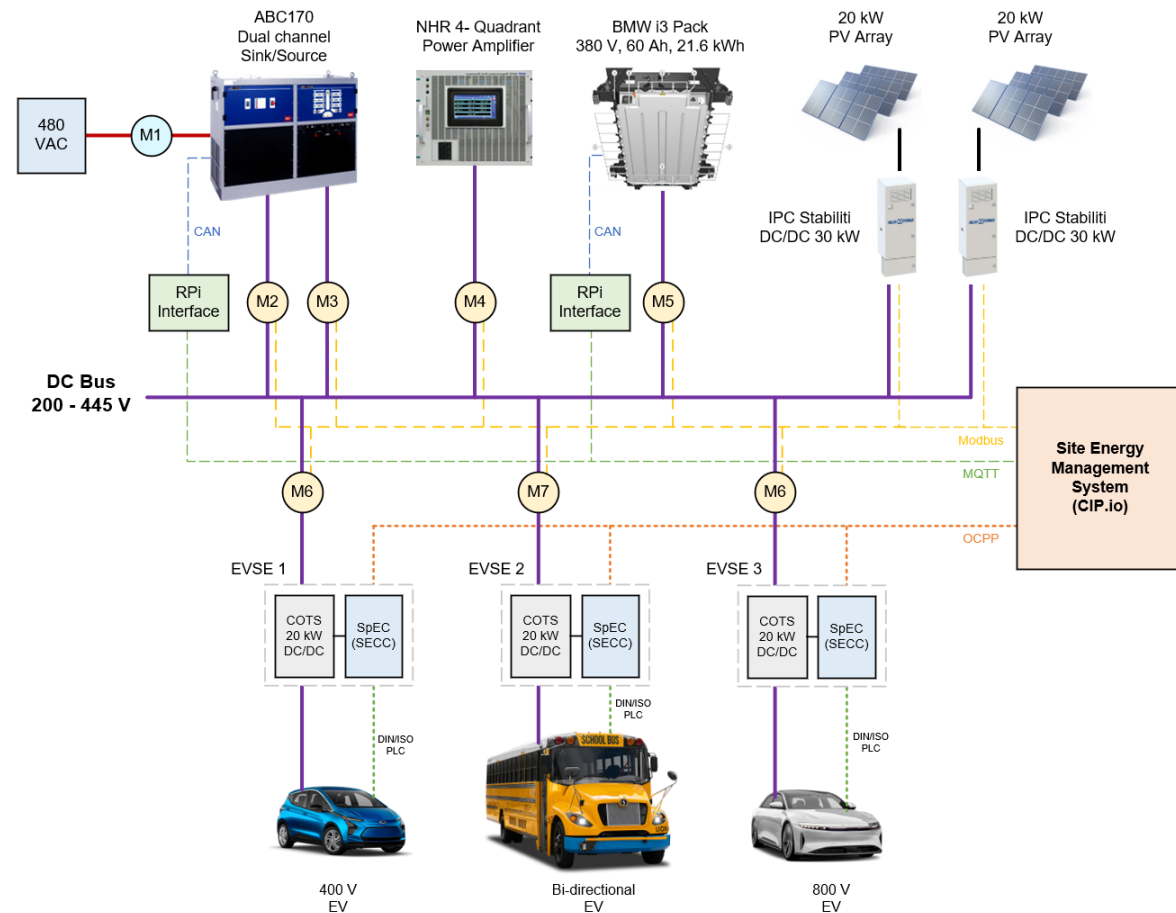 ABC170
Dual channel
Sink/Source
NHR 4- Quadrant
Power Amplifier
BMW i3 Pack
380 V, 60 Ah, 21.6 kWh
20 kW
PV Array
20 kW
PV Array
480
VAC
M1
IPC Stabiliti
DC/DC 30 kW
IPC Stabiliti
DC/DC 30 kW
CAN
CAN
RPi
Interface
M2
M3
M4
RPi
Interface
M5
DC Bus
200 - 445 V
Modbus
MQTT
Site Energy
Management
System
(CIP.io)
M6
M7
M6
OCPP
EVSE 1
EVSE 2
EVSE 3
COTS
20 kW
DC/DC
SpEC
(SECC)
COTS
20 kW
DC/DC
SpEC
(SECC)
COTS
20 kW
DC/DC
SpEC
(SECC)
DIN/ISO
PLC
DIN/ISO
PLC
DIN/ISO
PLC
SCHOOL BUS
400 V
EV
Bi-directional
EV
800 V
EV